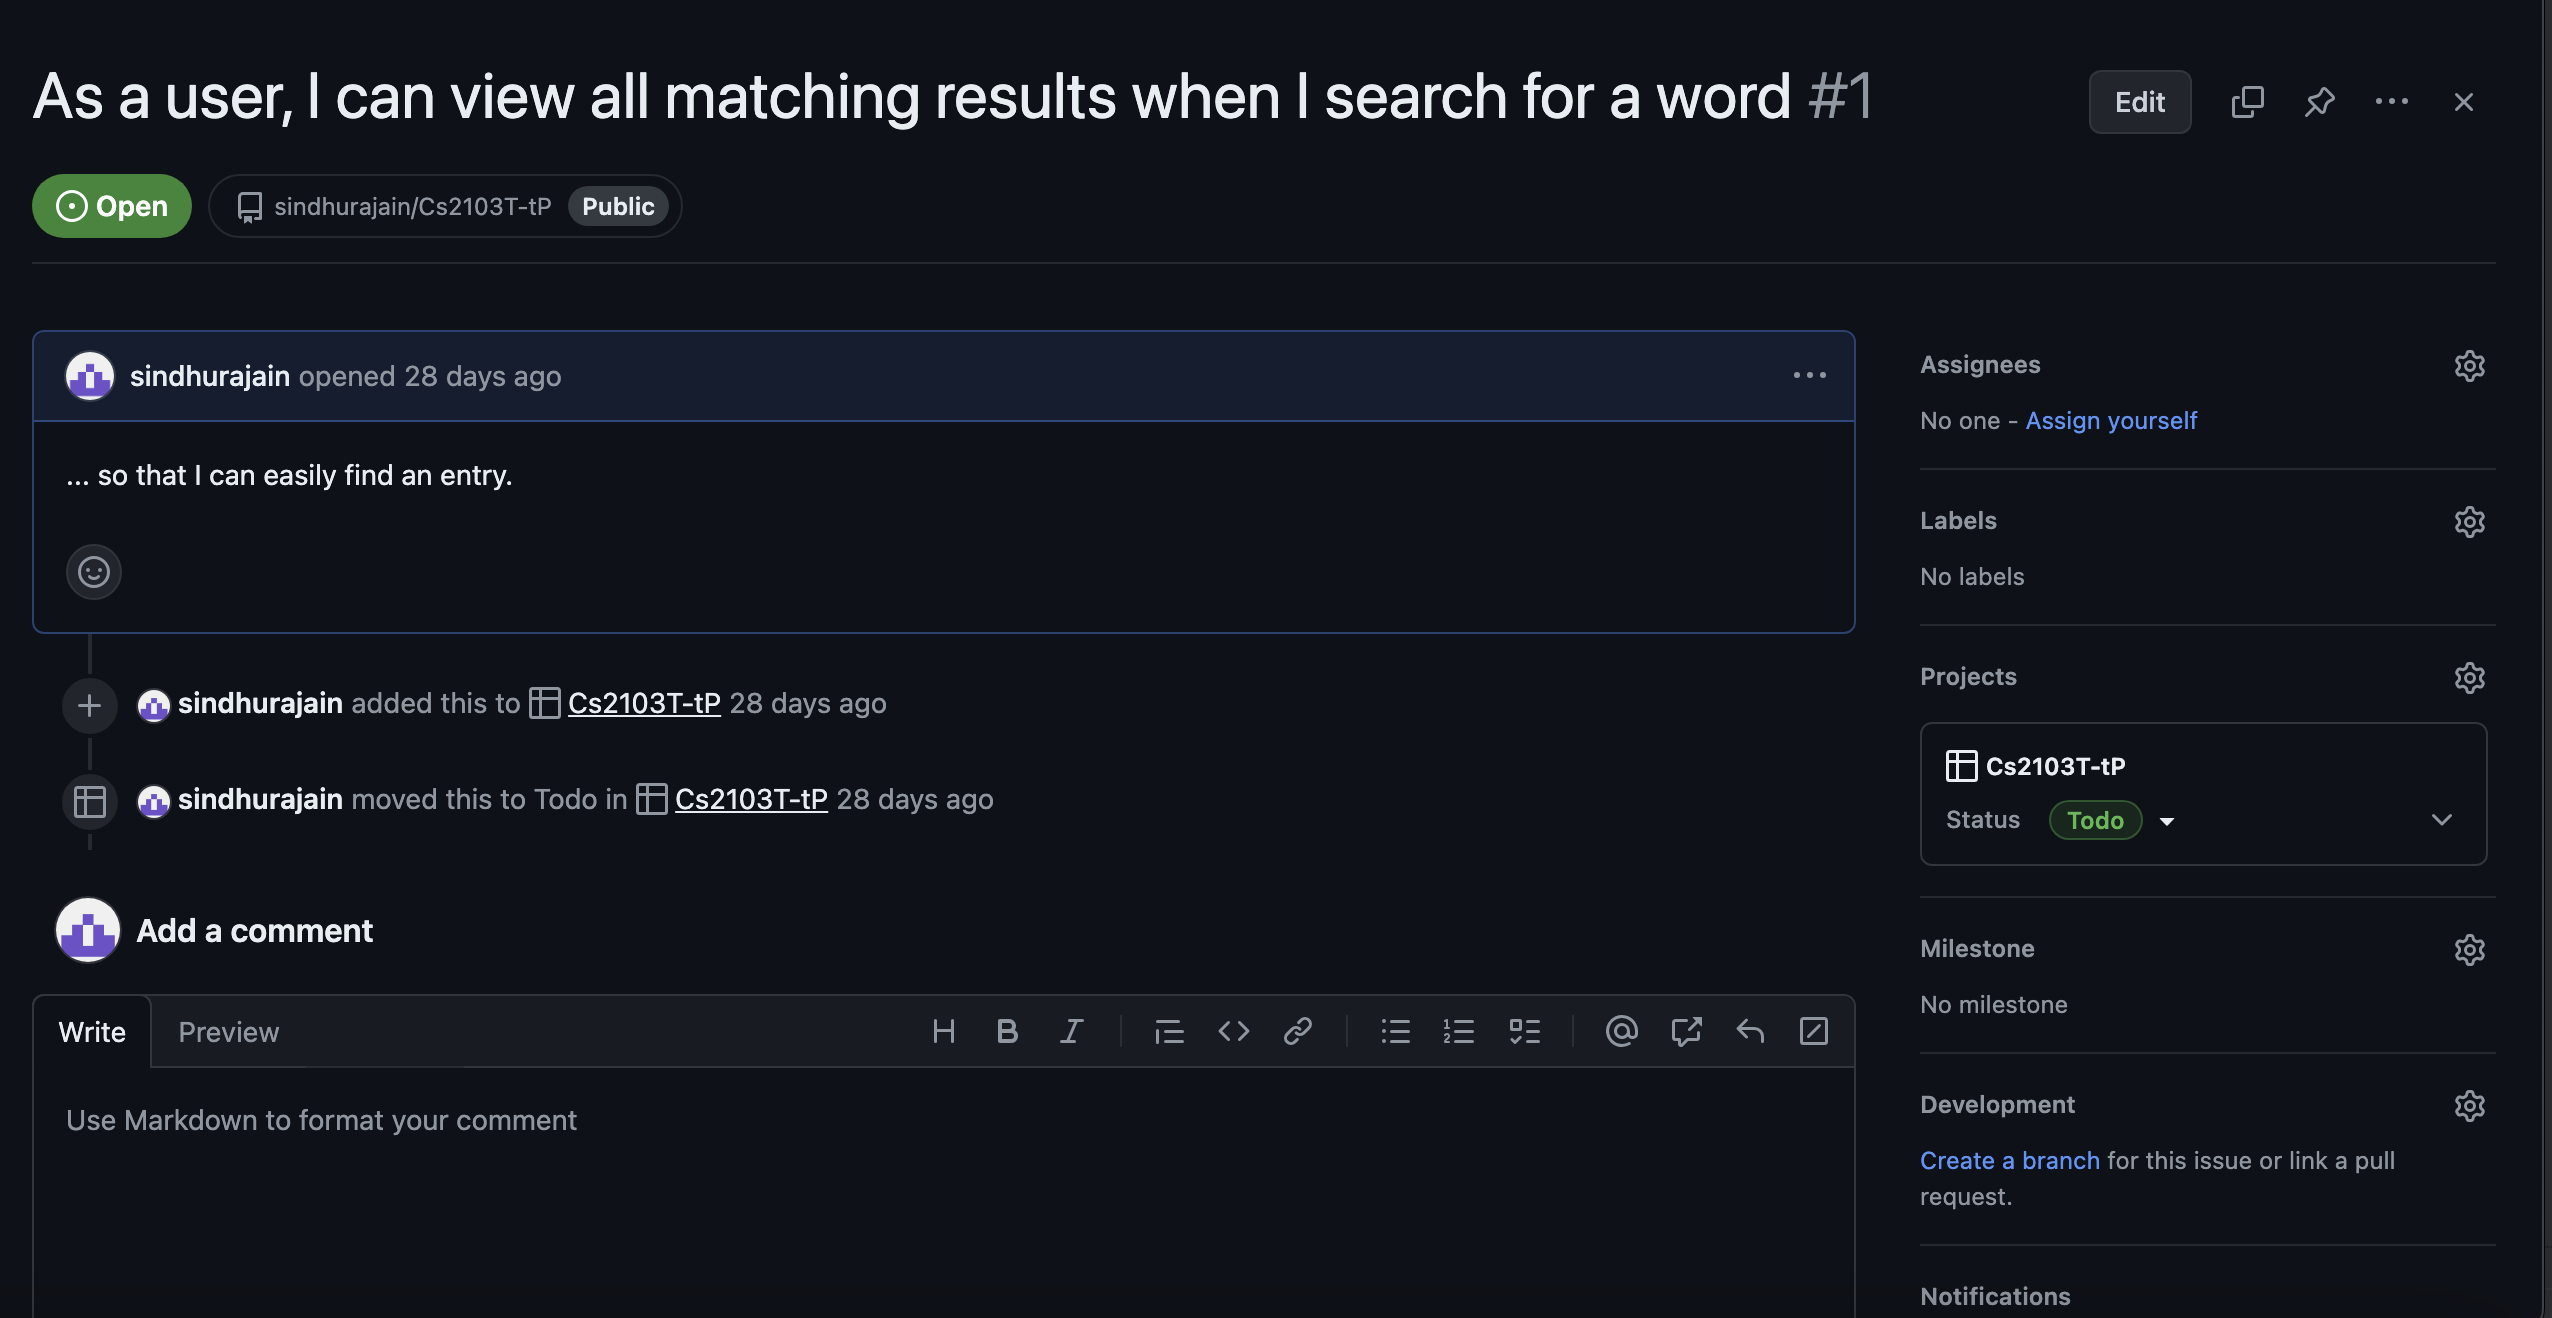 As a user, I can view all matching results when I search for a word #1
Edit
Open
sindhurajain/Cs2103T-tP Public
sindhurajain opened 28 days ago
... so that I can easily find an entry.
sindhurajain added this to Cs2103T-tP 28 days ago
sindhurajain moved this to Todo in Cs2103T-tP 28 days ago
Add a comment
Write Preview
Use Markdown to format your comment
Assignees
No one - Assign yourself
Labels
No labels
Projects
Cs2103T-tP
Status Todo
Milestone
No milestone
Development
Create a branch for this issue or link a pull
request.
Notifications